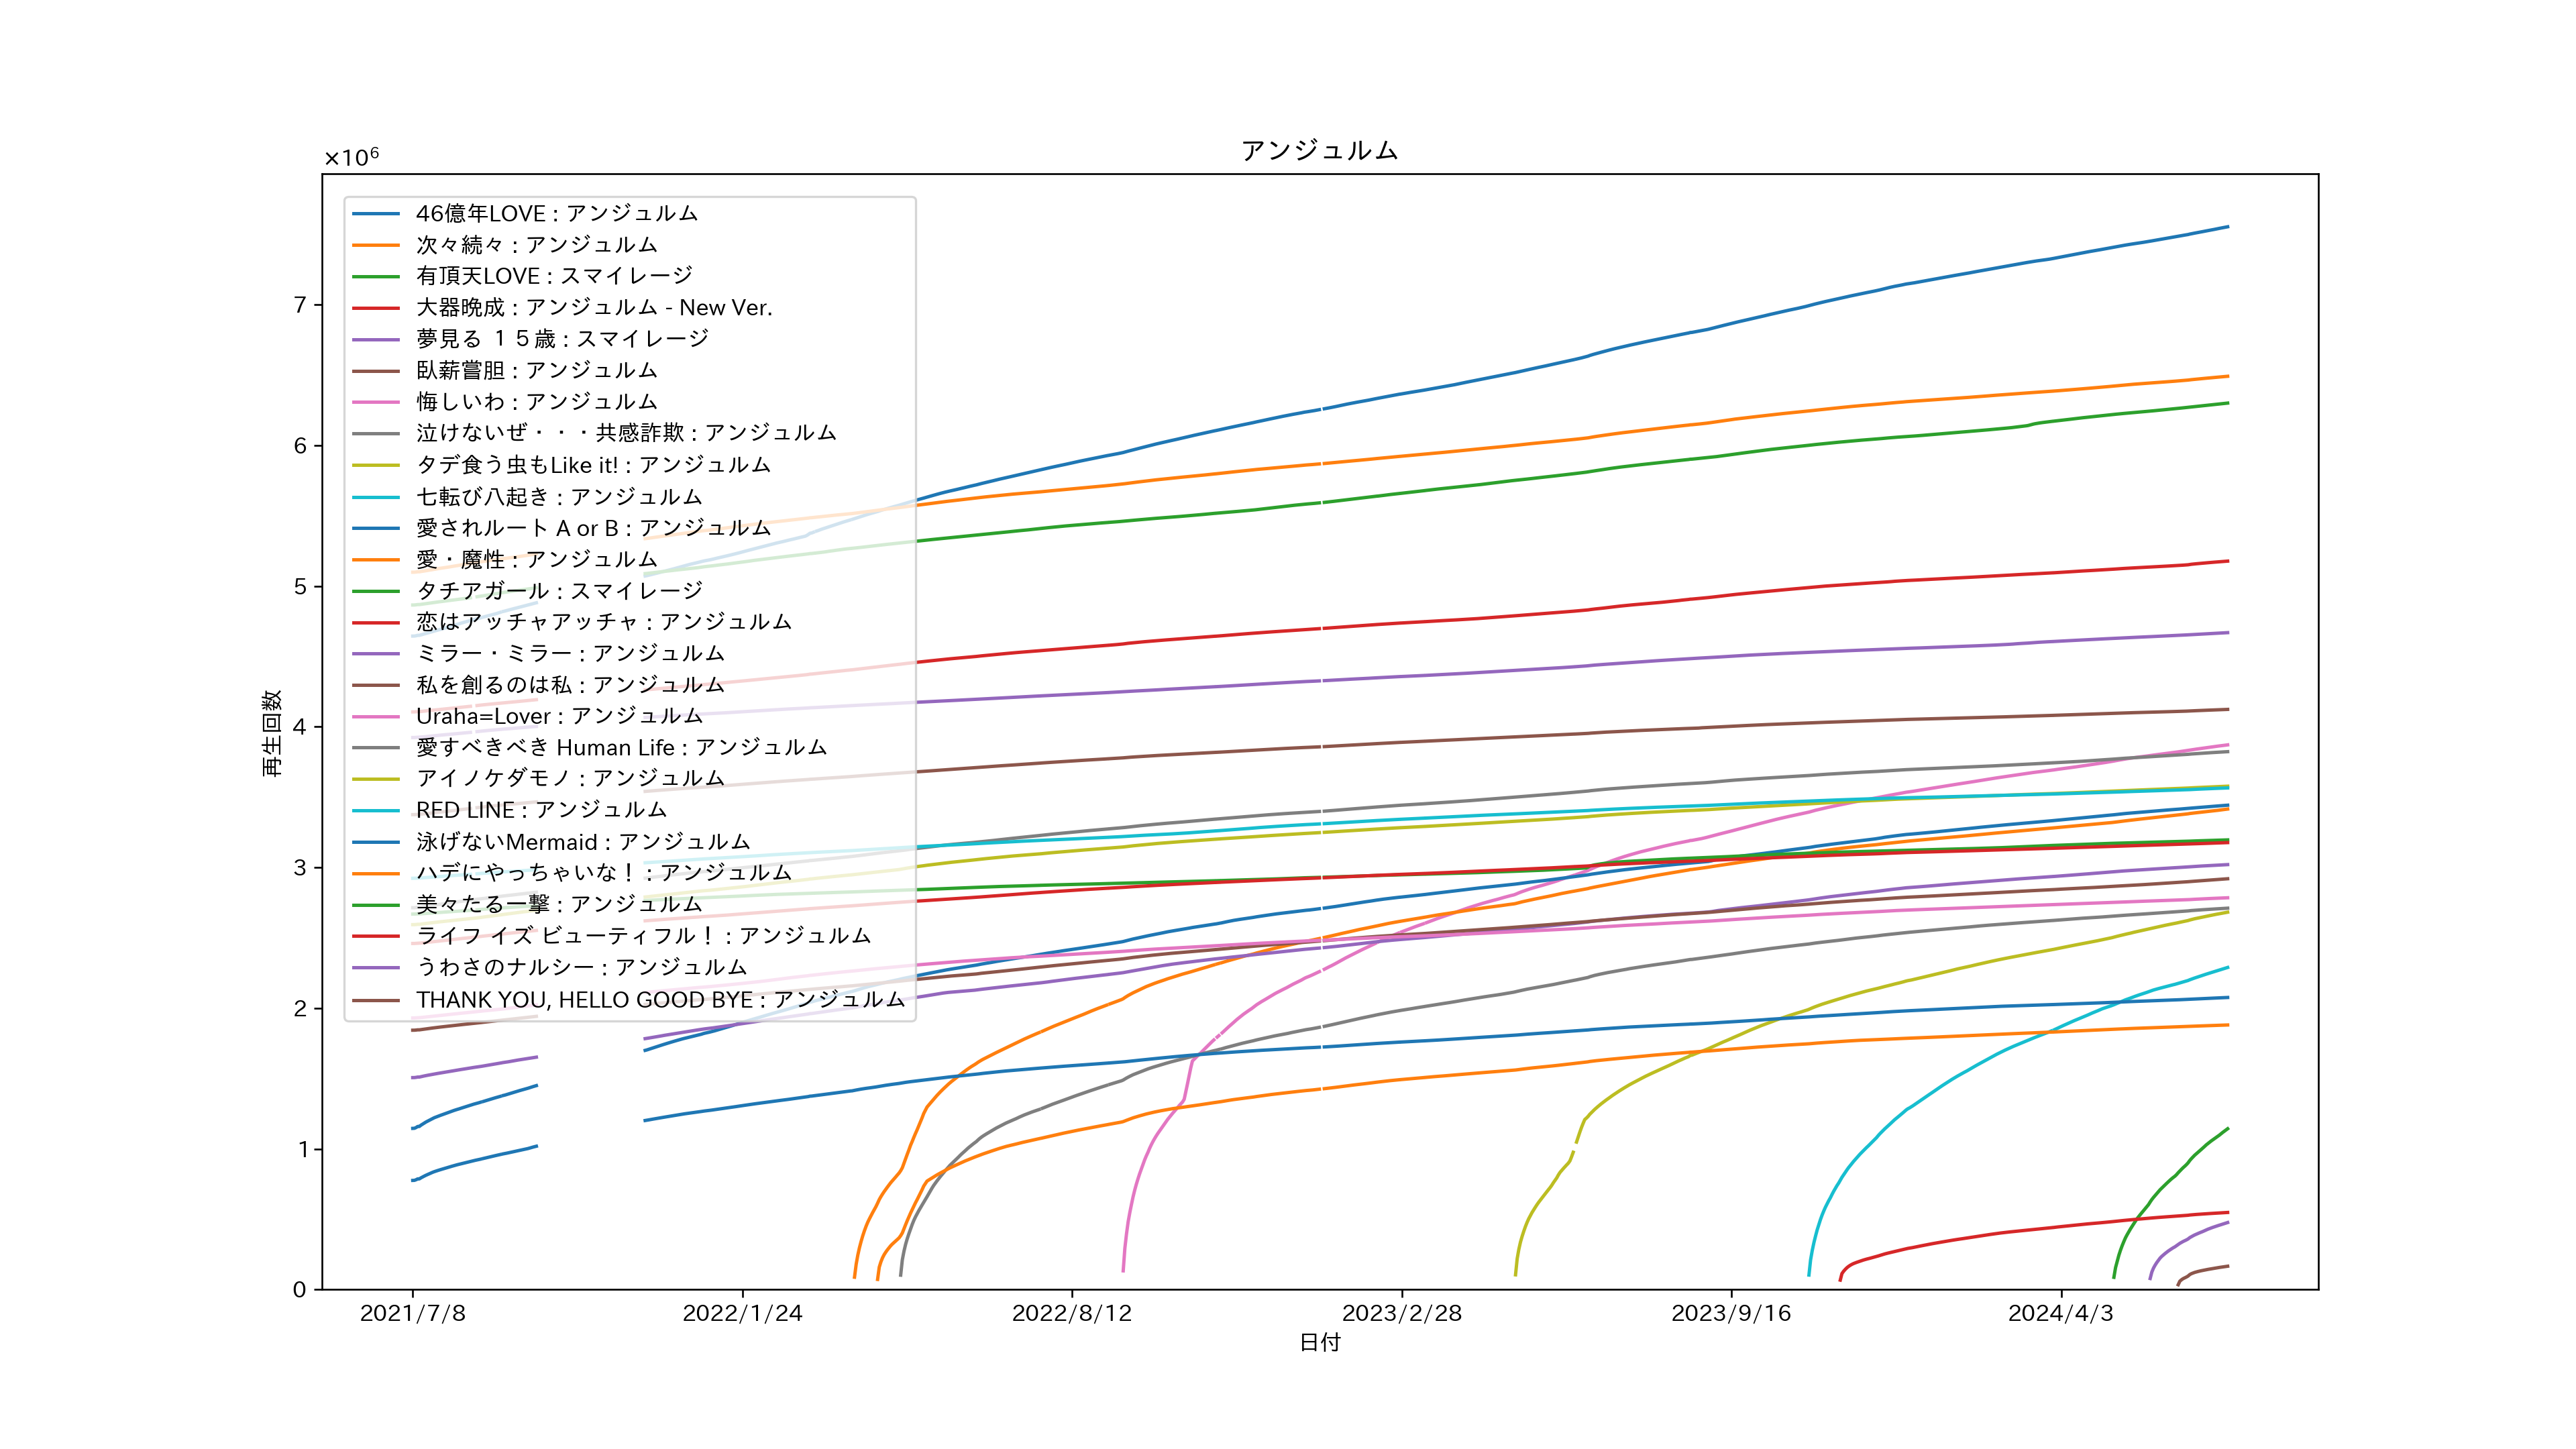 アンジュルム
×10⁶
46億年LOVE : アンジュルム
次々続々 : アンジュルム
有頂天LOVE : スマイレージ
大器晩成 : アンジュルム - New Ver.
夢見る １５歳 : スマイレージ
臥薪嘗胆 : アンジュルム
悔しいわ : アンジュルム
泣けないぜ・・・共感詐欺 : アンジュルム
タデ食う虫もLike it! : アンジュルム
七転び八起き : アンジュルム
愛されルート A or B : アンジュルム
愛・魔性 : アンジュルム
タチアガール : スマイレージ
恋はアッチャアッチャ : アンジュルム
ミラー・ミラー : アンジュルム
私を創るのは私 : アンジュルム
Uraha=Lover : アンジュルム
愛すべきべき Human Life : アンジュルム
アイノケダモノ : アンジュルム
RED LINE : アンジュルム
泳げないMermaid : アンジュルム
ハデにやっちゃいな！ : アンジュルム
美々たる一撃 : アンジュルム
ライフ イズ ビューティフル！ : アンジュルム
うわさのナルシー : アンジュルム
THANK YOU, HELLO GOOD BYE : アンジュルム
7
6
5
4
3
2
1
0
再生回数
2021/7/8
2022/1/24
2022/8/12
2023/2/28
2023/9/16
2024/4/3
日付